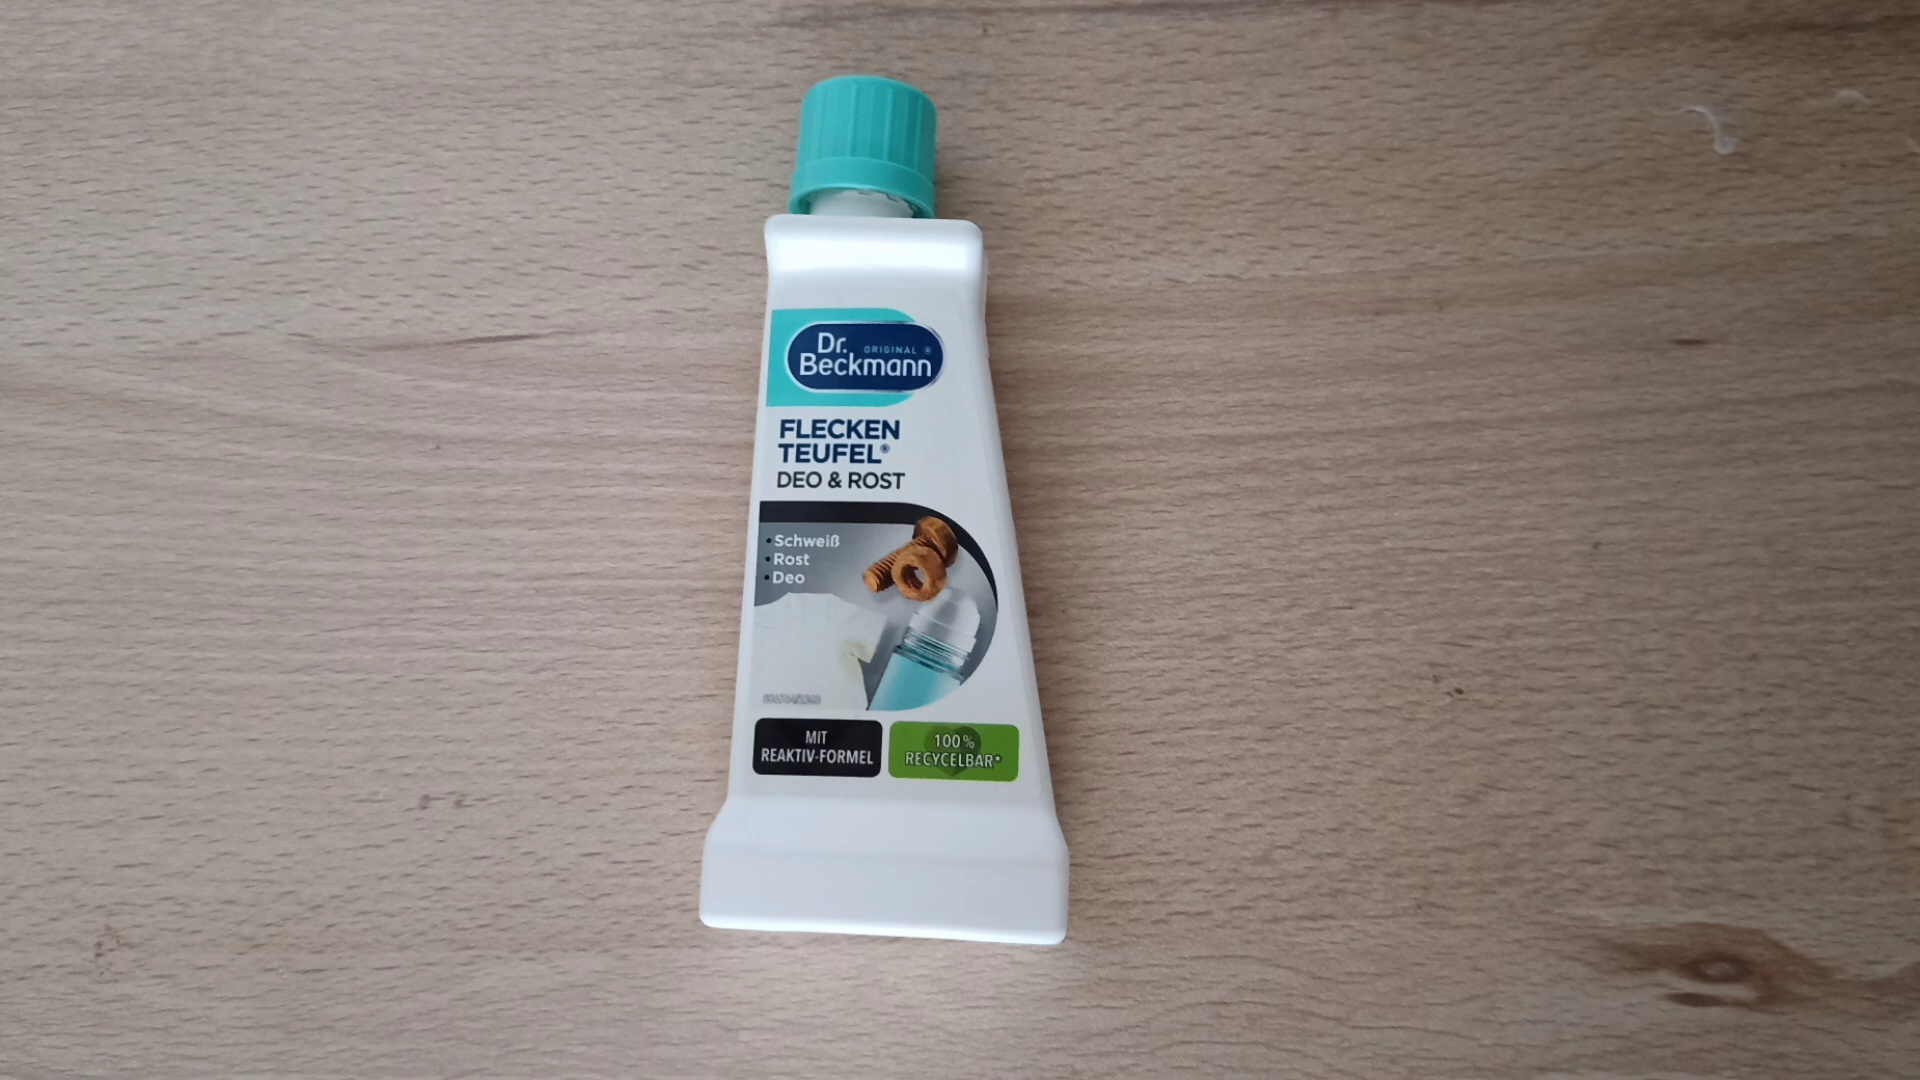 Dr.
ORIGINAL ®
Beckmann
FLECKEN
TEUFEL®
DEO & ROST
• Schweiß
• Rost
• Deo
MIT
REAKTIV-FORMEL
100%
RECYCELBAR*